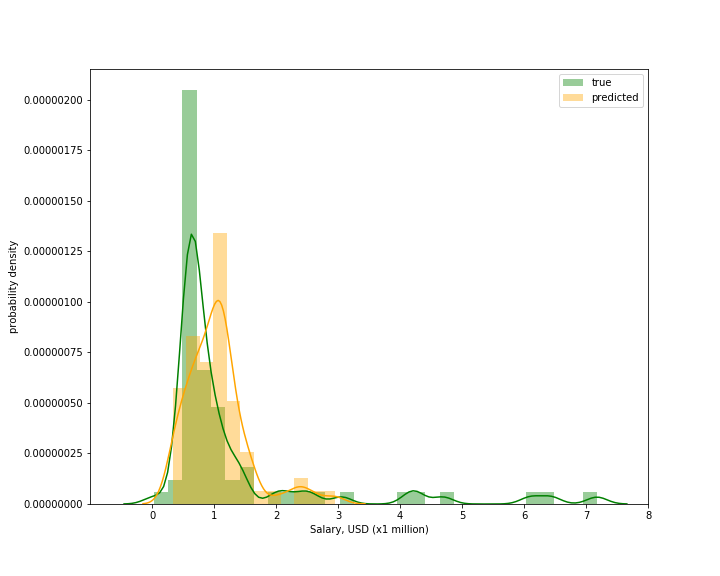 true
predicted
0.00000200
0.00000175
0.00000150
0.00000125
0.00000100
0.00000075
0.00000050
0.00000025
0.00000000
probability density
0 1 2 3 4 5 6 7 8
Salary, USD (x1 million)